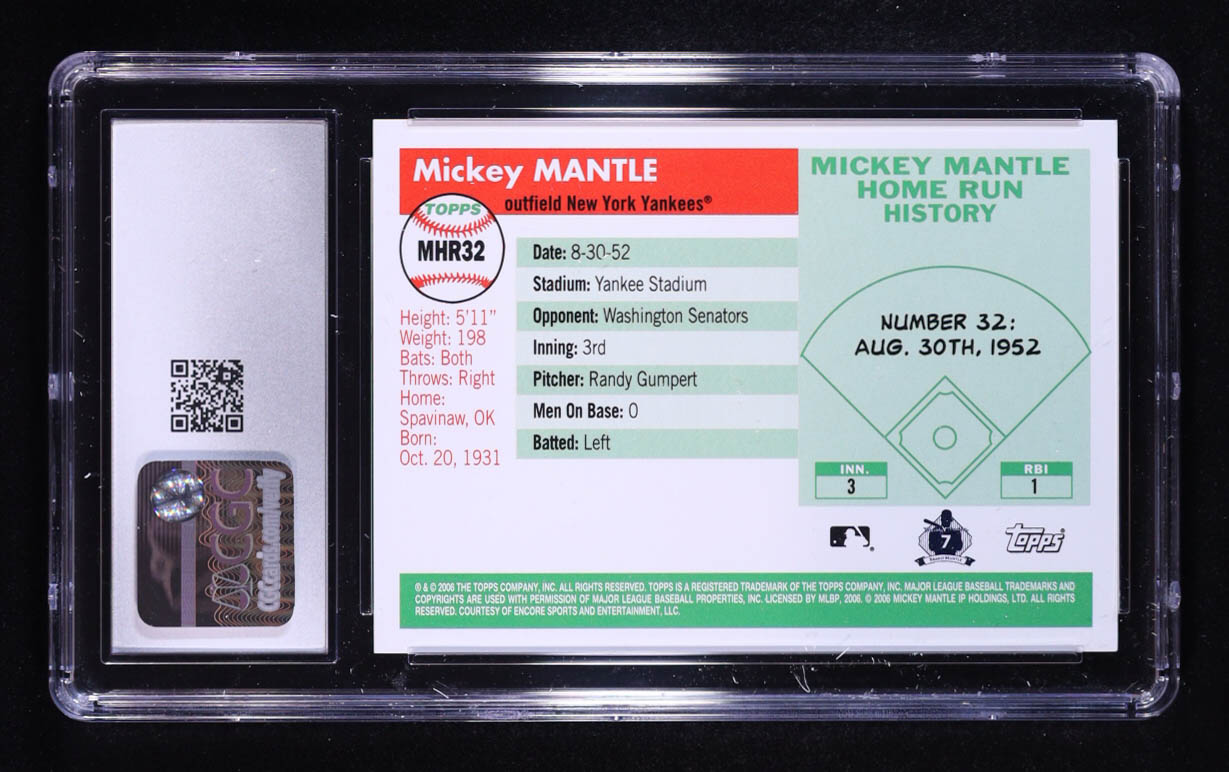 Mickey MANTLE
outfield New York Yankees®
TOPPS
MHR32
Height: 5'11"
Weight: 198
Bats: Both
Throws: Right
Home:
Spavinaw, OK
Born:
Oct. 20, 1931
Date: 8-30-52
Stadium: Yankee Stadium
Opponent: Washington Senators
Inning: 3rd
Pitcher: Randy Gumpert
Men On Base: 0
Batted: Left
MICKEY MANTLE
HOME RUN
HISTORY
NUMBER 32:
AUG. 30TH, 1952
INN.
3
RBI
1
7
MICKEY MANTLE
Topps
® & © 2006 THE TOPPS COMPANY, INC. ALL RIGHTS RESERVED. TOPPS IS A REGISTERED TRADEMARK OF THE TOPPS COMPANY, INC. MAJOR LEAGUE BASEBALL TRADEMARKS AND
COPYRIGHTS ARE USED WITH PERMISSION OF MAJOR LEAGUE BASEBALL PROPERTIES, INC. LICENSED BY MLBP, 2006. © 2006 MICKEY MANTLE IP HOLDINGS, LTD. ALL RIGHTS
RESERVED. COURTESY OF ENCORE SPORTS AND ENTERTAINMENT, LLC.
CGC
CGCcards.com/verify